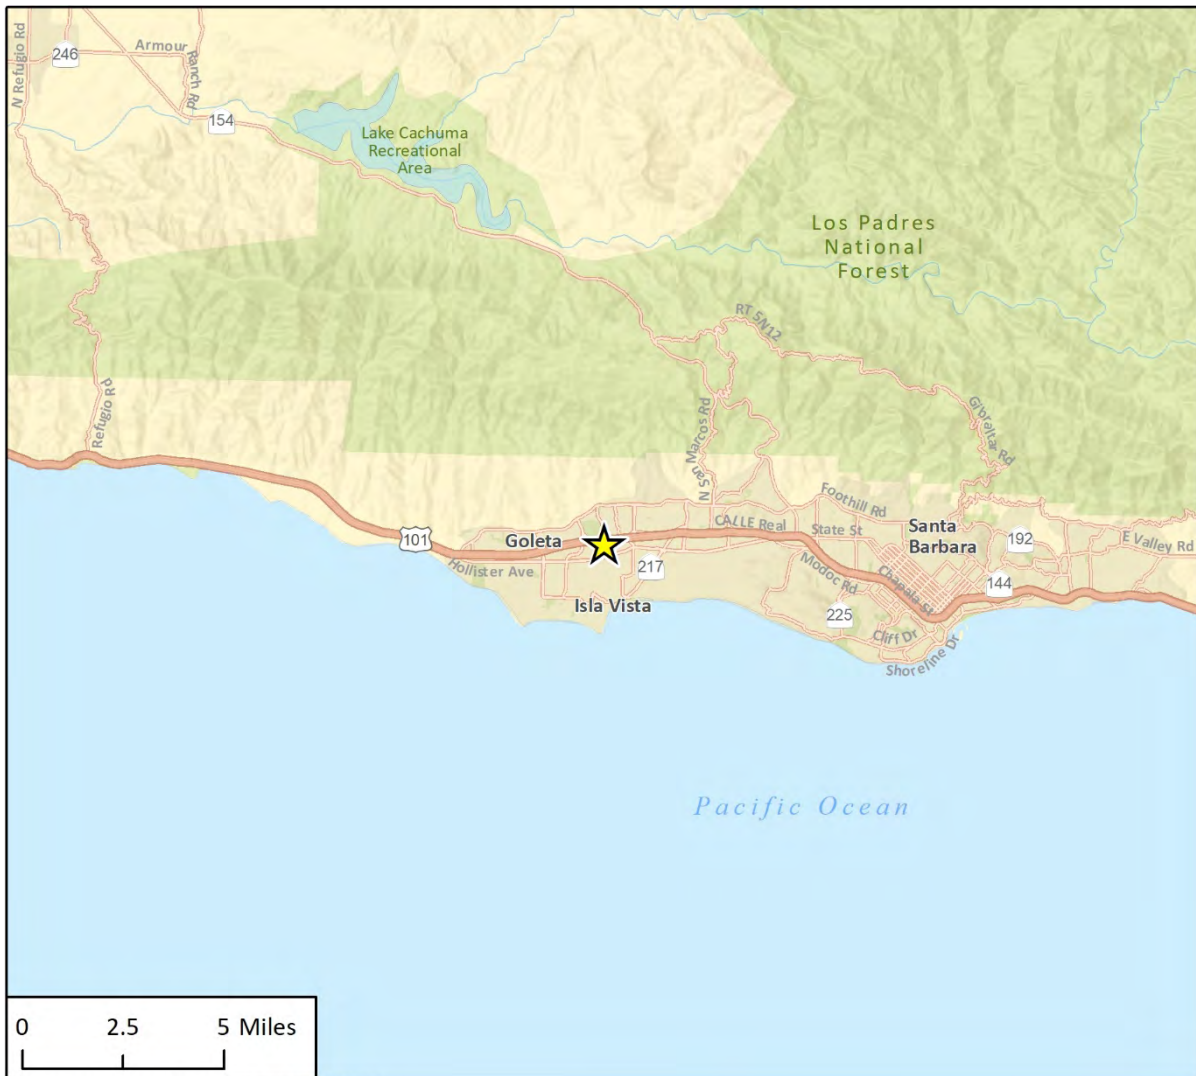 N Refugio Rd
246
Armour
Ranch Rd
154
Lake Cachuma
Recreational
Area
Los Padres
National
Forest
RT 5N12
Refugio Rd
N San Marcos Rd
Gibraltar Rd
Foothill Rd
CALLE Real
State St
Santa
Barbara
192
E Valley Rd
101
Goleta
Hollister Ave
217
Modoc Rd
Chapala St
144
Isla Vista
225
Cliff Dr
Shoreline Dr
Pacific Ocean
0 2.5 5 Miles